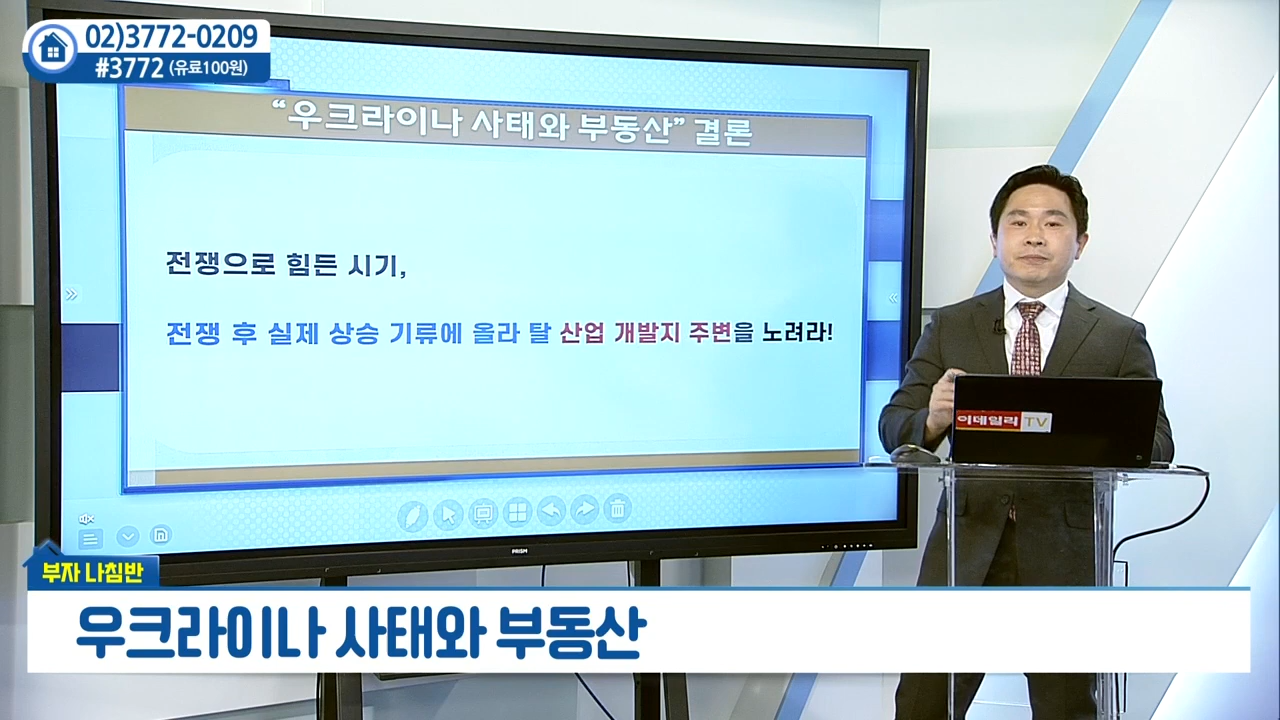 02)3772-0209
#3772 (유료100원)
“우크라이나 사태와 부동산” 결론
전쟁으로 힘든 시기,
전쟁 후 실제 상승 기류에 올라 탈 산업 개발지 주변을 노려라!
이데일리 TV
PRISM
부자 나침반
우크라이나 사태와 부동산